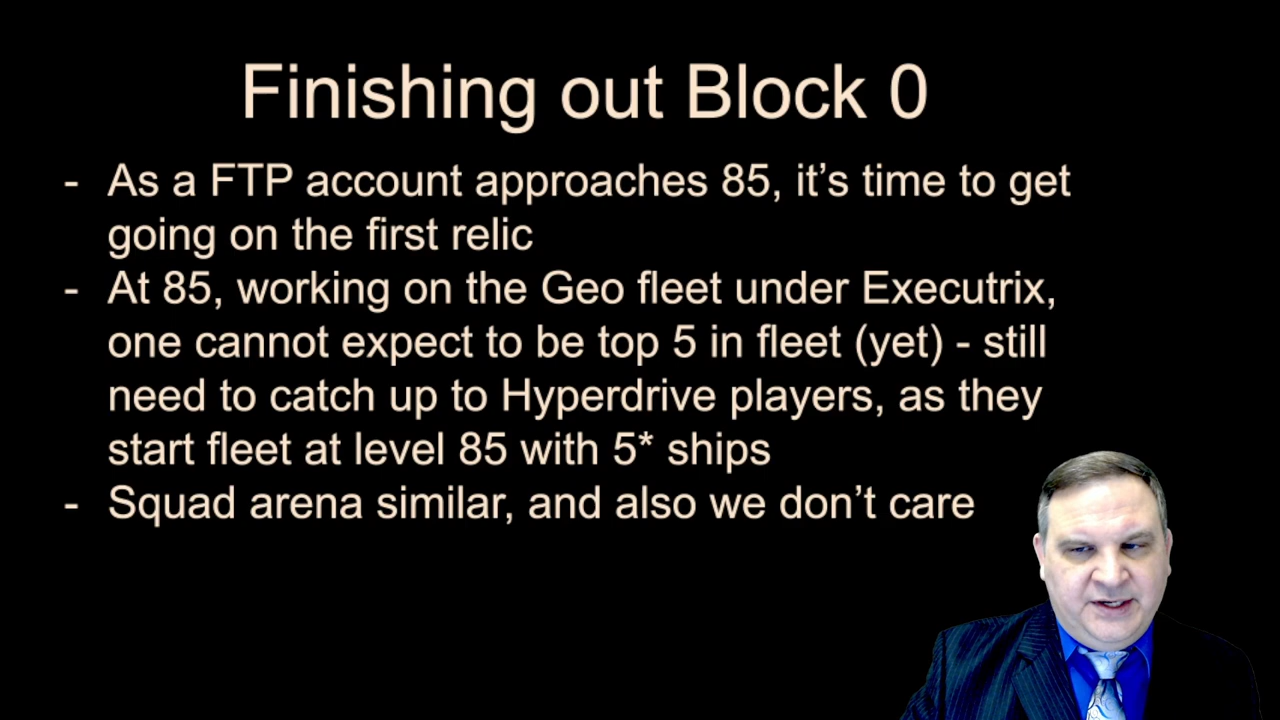 Finishing out Block 0
- As a FTP account approaches 85, it’s time to get
going on the first relic
- At 85, working on the Geo fleet under Executrix,
one cannot expect to be top 5 in fleet (yet) - still
need to catch up to Hyperdrive players, as they
start fleet at level 85 with 5* ships
- Squad arena similar, and also we don’t care